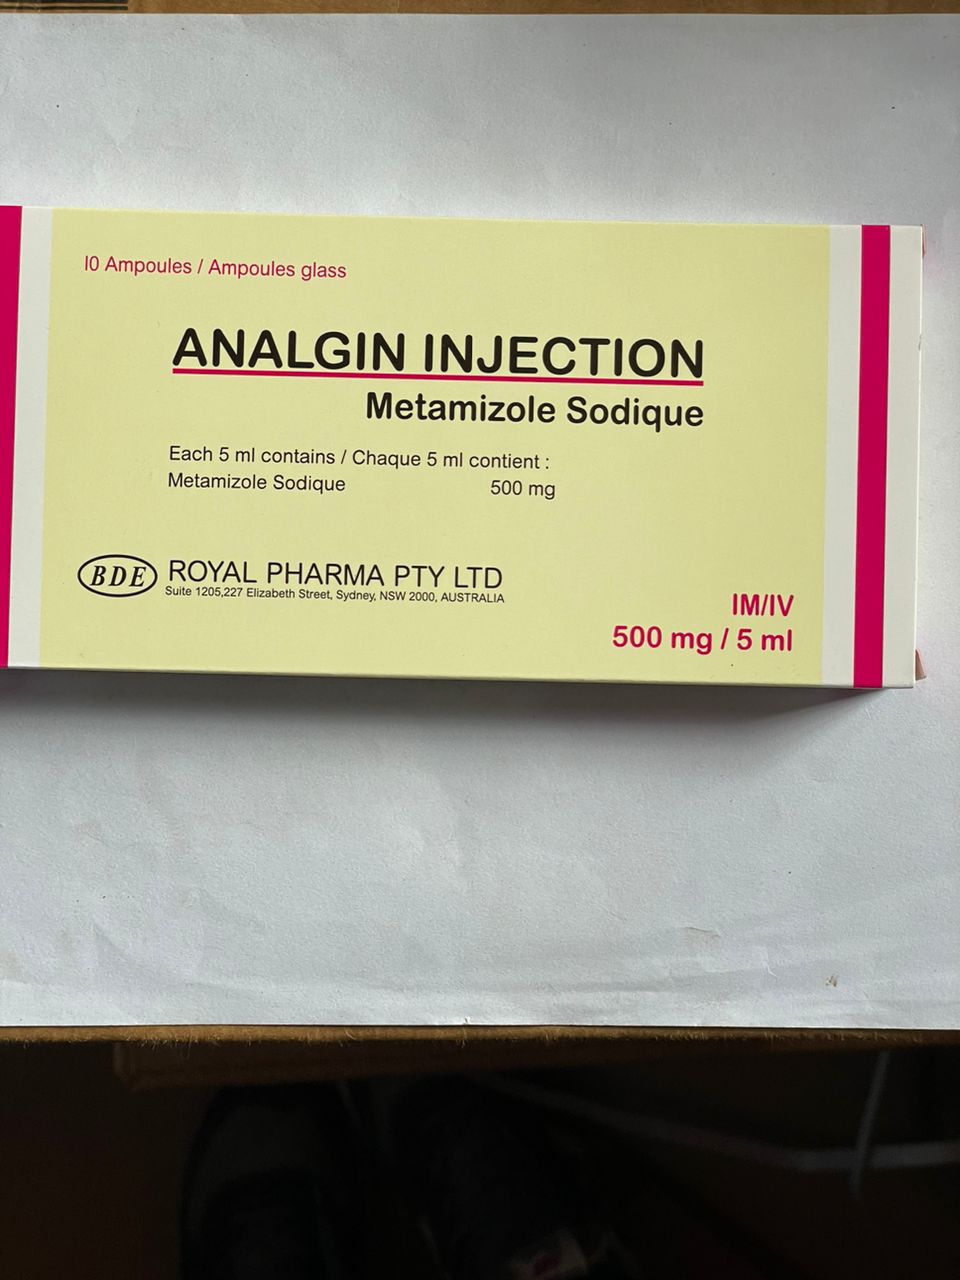 10 Ampoules / Ampoules glass
ANALGIN INJECTION
Metamizole Sodique
Each 5 ml contains / Chaque 5 ml contient :
Metamizole Sodique 500 mg
BDE ROYAL PHARMA PTY LTD
Suite 1205,227 Elizabeth Street, Sydney, NSW 2000, AUSTRALIA
IM/IV
500 mg / 5 ml